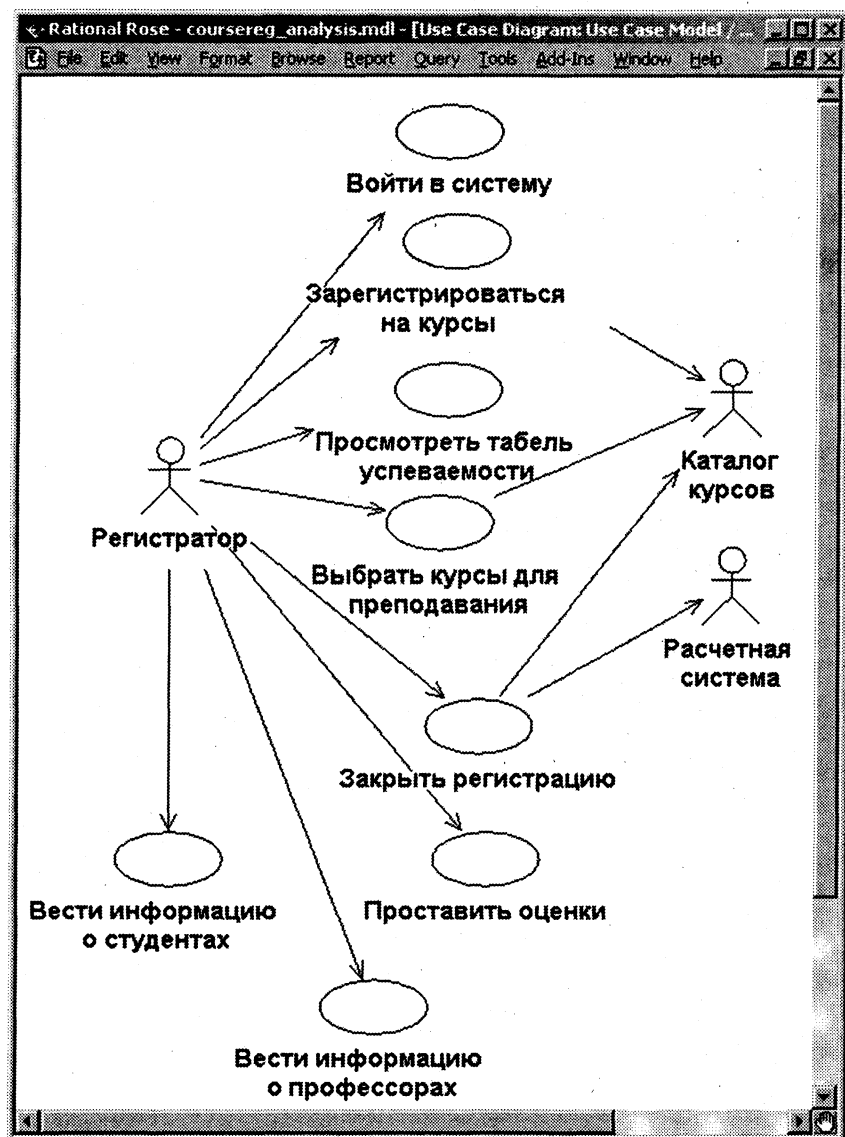 Rational Rose - coursereg_analysis.mdl - [Use Case Diagram: Use Case Model / ...
File Edit View Format Browse Report Query Tools Add-Ins Window Help
Войти в систему
Зарегистрироваться
на курсы
Просмотреть табель
успеваемости
Каталог
курсов
Регистратор
Выбрать курсы для
преподавания
Расчетная
система
Закрыть регистрацию
Вести информацию
о студентах
Проставить оценки
Вести информацию
о профессорах